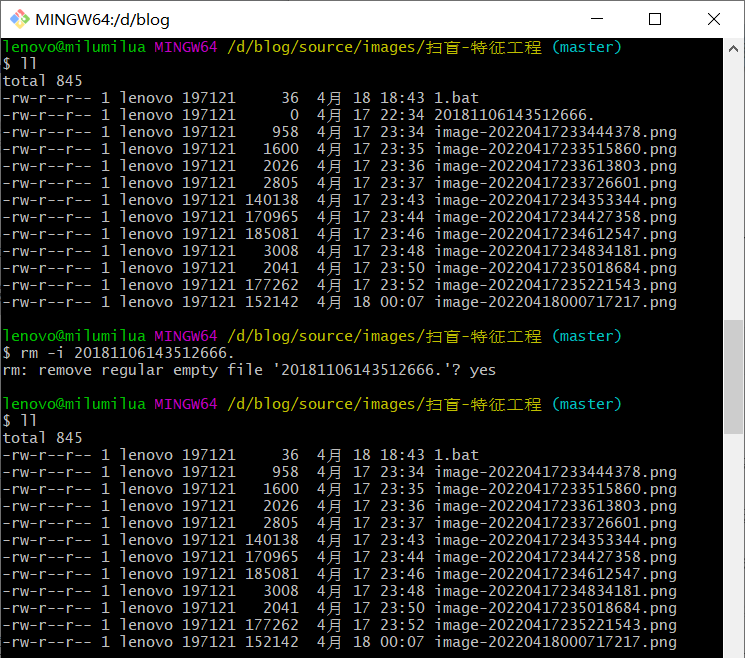 MINGW64:/d/blog
lenovo@milumilua MINGW64 /d/blog/source/images/扫盲-特征工程 (master)
$ ll
total 845
-rw-r--r-- 1 lenovo 197121     36  4月 18 18:43 1.bat
-rw-r--r-- 1 lenovo 197121      0  4月 17 22:34 20181106143512666.
-rw-r--r-- 1 lenovo 197121    958  4月 17 23:34 image-20220417233444378.png
-rw-r--r-- 1 lenovo 197121   1600  4月 17 23:35 image-20220417233515860.png
-rw-r--r-- 1 lenovo 197121   2026  4月 17 23:36 image-20220417233613803.png
-rw-r--r-- 1 lenovo 197121   2805  4月 17 23:37 image-20220417233726601.png
-rw-r--r-- 1 lenovo 197121 140138  4月 17 23:43 image-20220417234353344.png
-rw-r--r-- 1 lenovo 197121 170965  4月 17 23:44 image-20220417234427358.png
-rw-r--r-- 1 lenovo 197121 185081  4月 17 23:46 image-20220417234612547.png
-rw-r--r-- 1 lenovo 197121   3008  4月 17 23:48 image-20220417234834181.png
-rw-r--r-- 1 lenovo 197121   2041  4月 17 23:50 image-20220417235018684.png
-rw-r--r-- 1 lenovo 197121 177262  4月 17 23:52 image-20220417235221543.png
-rw-r--r-- 1 lenovo 197121 152142  4月 18 00:07 image-20220418000717217.png
lenovo@milumilua MINGW64 /d/blog/source/images/扫盲-特征工程 (master)
$ rm -i 20181106143512666.
rm: remove regular empty file '20181106143512666.'? yes
lenovo@milumilua MINGW64 /d/blog/source/images/扫盲-特征工程 (master)
$ ll
total 845
-rw-r--r-- 1 lenovo 197121     36  4月 18 18:43 1.bat
-rw-r--r-- 1 lenovo 197121    958  4月 17 23:34 image-20220417233444378.png
-rw-r--r-- 1 lenovo 197121   1600  4月 17 23:35 image-20220417233515860.png
-rw-r--r-- 1 lenovo 197121   2026  4月 17 23:36 image-20220417233613803.png
-rw-r--r-- 1 lenovo 197121   2805  4月 17 23:37 image-20220417233726601.png
-rw-r--r-- 1 lenovo 197121 140138  4月 17 23:43 image-20220417234353344.png
-rw-r--r-- 1 lenovo 197121 170965  4月 17 23:44 image-20220417234427358.png
-rw-r--r-- 1 lenovo 197121 185081  4月 17 23:46 image-20220417234612547.png
-rw-r--r-- 1 lenovo 197121   3008  4月 17 23:48 image-20220417234834181.png
-rw-r--r-- 1 lenovo 197121   2041  4月 17 23:50 image-20220417235018684.png
-rw-r--r-- 1 lenovo 197121 177262  4月 17 23:52 image-20220417235221543.png
-rw-r--r-- 1 lenovo 197121 152142  4月 18 00:07 image-20220418000717217.png